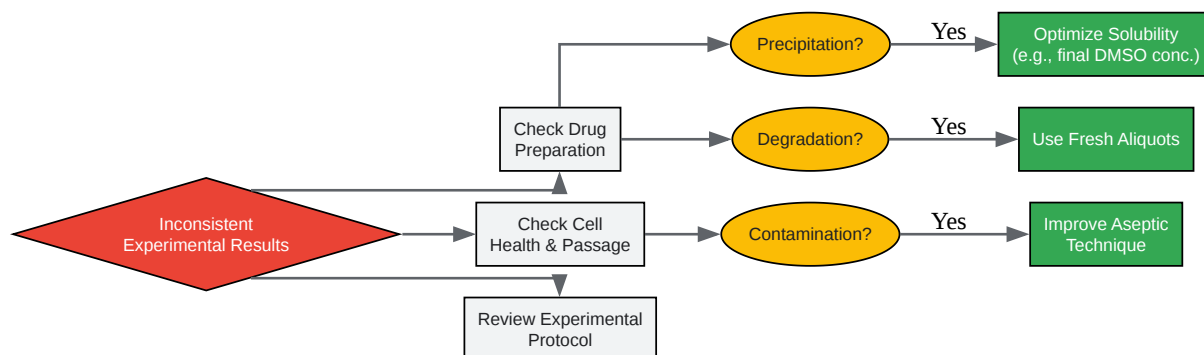 Precipitation?
Yes
Optimize Solubility
(e.g., final DMSO conc.)
Check Drug
Preparation
Degradation?
Yes
Use Fresh Aliquots
Inconsistent
Experimental Results
Check Cell
Health & Passage
Contamination?
Yes
Improve Aseptic
Technique
Review Experimental
Protocol